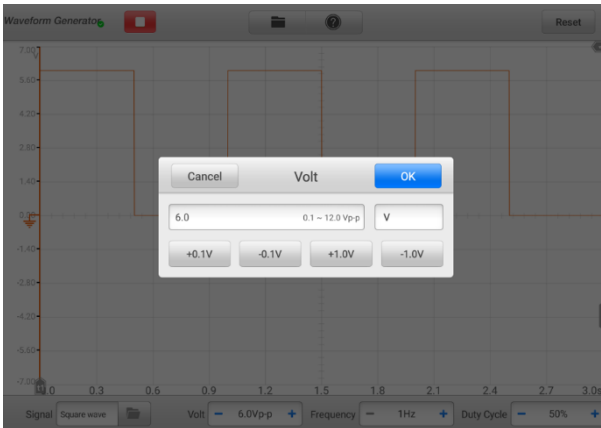 Waveform Generator
Reset
7.00
V
5.60
4.20
2.80
1.40
-1.40
-2.80
-4.20
-5.60
-7.00
Cancel Volt OK
6.0 0.1 ~ 12.0 Vp-p V
+0.1V -0.1V +1.0V -1.0V
0.3 0.6 0.9 1.2 1.5 1.8 2.1 2.4 2.7 3.0s
Signal Square wave Volt − 6.0Vp-p + Frequency − 1Hz + Duty Cycle − 50% +